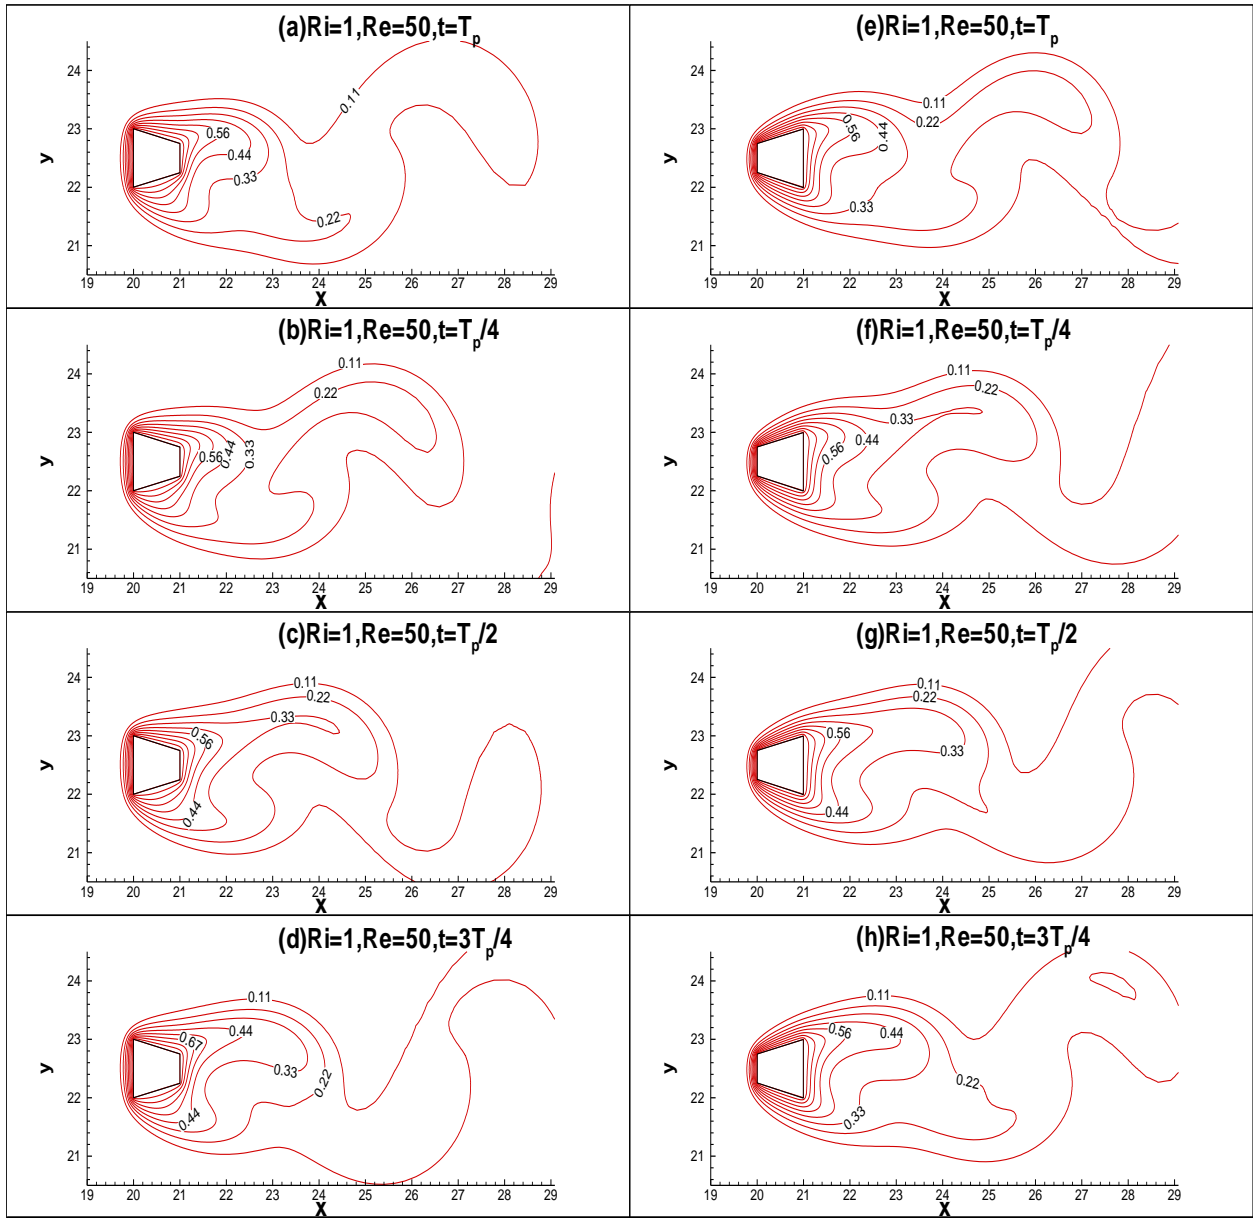 (a)Ri=1,Re=50,t=Tp
24
23
22
21
y
0.11
0.56
0.44
0.33
0.22
19 20 21 22 23 24 25 26 27 28 29
X
(e)Ri=1,Re=50,t=Tp
24
23
22
21
y
0.11
0.22
0.56
0.44
0.33
19 20 21 22 23 24 25 26 27 28 29
X
(b)Ri=1,Re=50,t=Tp/4
24
23
22
21
y
0.11
0.22
0.56
0.44
0.33
19 20 21 22 23 24 25 26 27 28 29
X
(f)Ri=1,Re=50,t=Tp/4
24
23
22
21
y
0.11
0.22
0.33
0.44
0.56
19 20 21 22 23 24 25 26 27 28 29
X
(c)Ri=1,Re=50,t=Tp/2
24
23
22
21
y
0.11
0.22
0.33
0.56
0.44
19 20 21 22 23 24 25 26 27 28 29
X
(g)Ri=1,Re=50,t=Tp/2
24
23
22
21
y
0.11
0.22
0.56
0.33
0.44
19 20 21 22 23 24 25 26 27 28 29
X
(d)Ri=1,Re=50,t=3Tp/4
24
23
22
21
y
0.11
0.44
0.67
0.33
0.22
0.44
19 20 21 22 23 24 25 26 27 28 29
X
(h)Ri=1,Re=50,t=3Tp/4
24
23
22
21
y
0.11
0.56
0.44
0.22
0.33
19 20 21 22 23 24 25 26 27 28 29
X